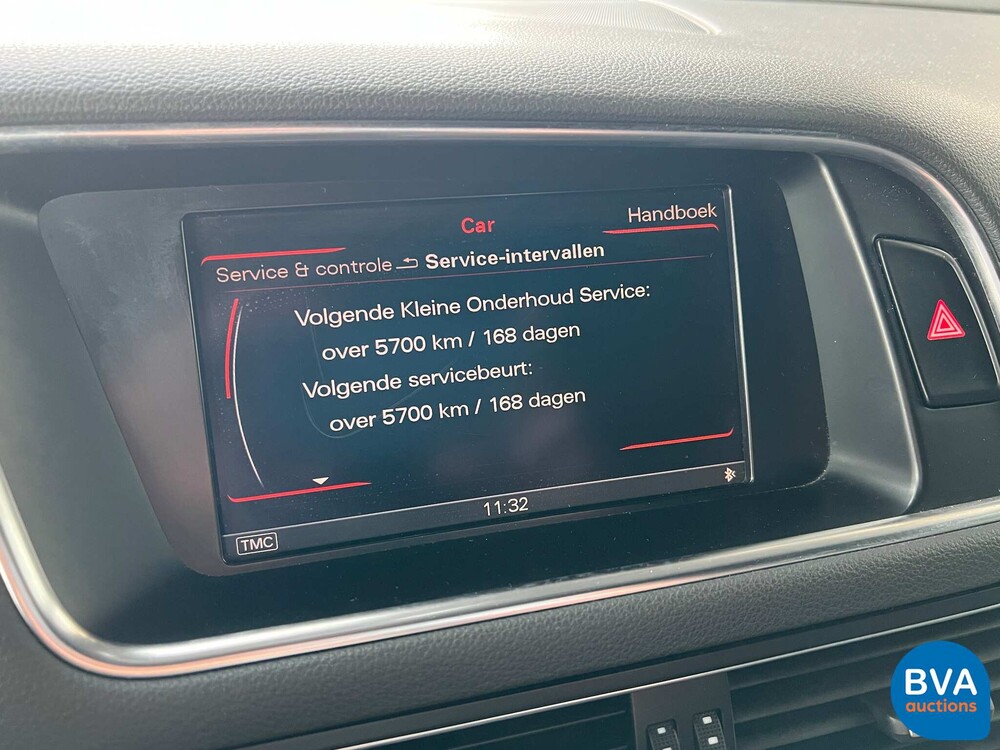 Car
Handboek
Service & controle Service-intervallen
Volgende Kleine Onderhoud Service:
over 5700 km / 168 dagen
Volgende servicebeurt:
over 5700 km / 168 dagen
11:32
TMC
BVA
auctions